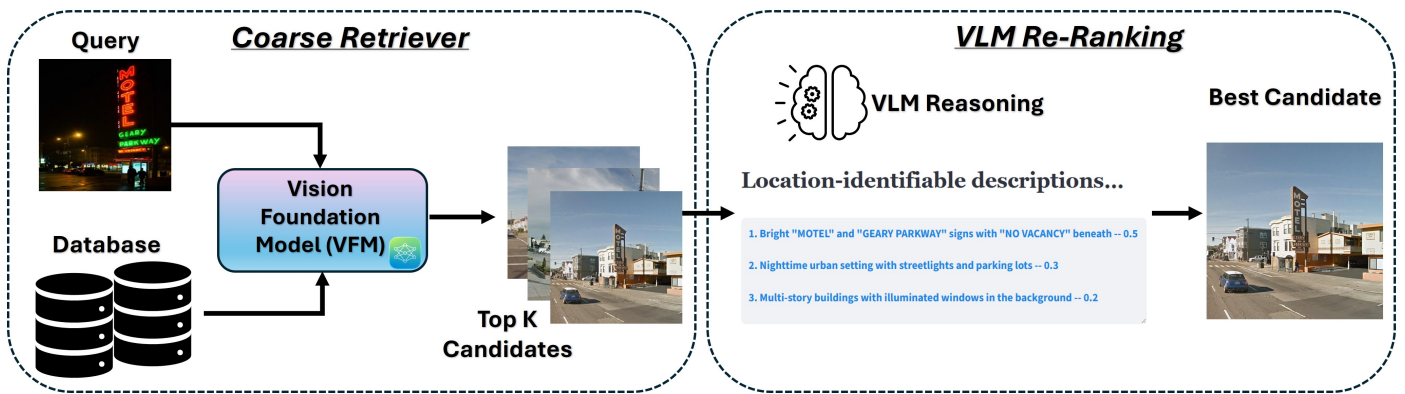 Coarse Retriever
Query
MOTEL
GEARY
PARKWAY
Database
Vision
Foundation
Model (VFM)
Top K
Candidates
MOTEL
VLM Re-Ranking
VLM Reasoning
Location-identifiable descriptions...
1. Bright "MOTEL" and "GEARY PARKWAY" signs with "NO VACANCY" beneath -- 0.5
2. Nighttime urban setting with streetlights and parking lots -- 0.3
3. Multi-story buildings with illuminated windows in the background -- 0.2
Best Candidate
MOTEL